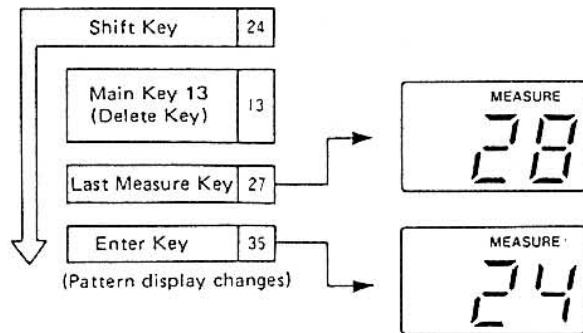 Shift Key 24
Main Key 13
(Delete Key)
13
MEASURE
28
Last Measure Key 27
Enter Key 35
MEASURE
24
(Pattern display changes)